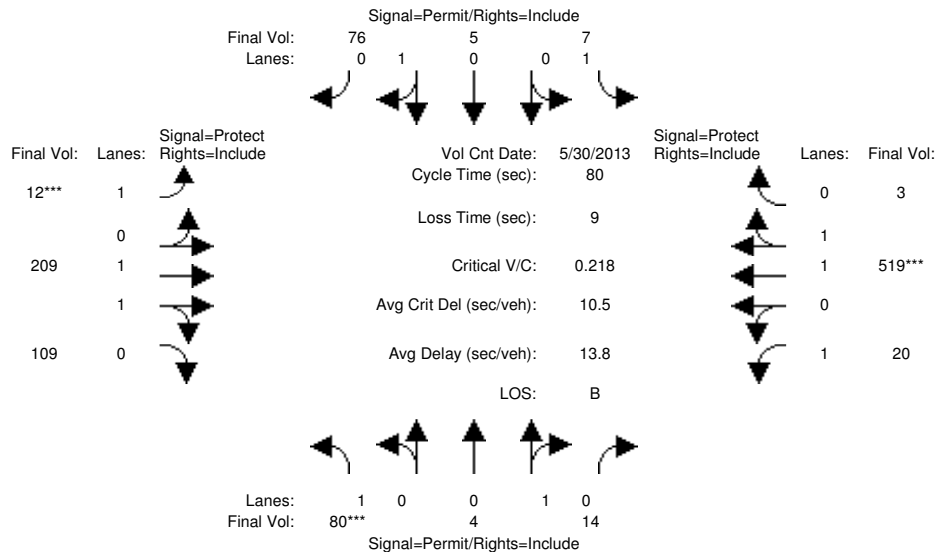 Signal=Permit/Rights=Include
Final Vol: 76 5 7
Lanes: 0 1 0 0 1
Signal=Protect Signal=Protect
Final Vol: Lanes: Rights=Include Vol Cnt Date: 5/30/2013 Rights=Include Lanes: Final Vol:
Cycle Time (sec): 80
12*** 1 0 3
Loss Time (sec): 9
0 1
209 1 Critical V/C: 0.218 1 519***
1 Avg Crit Del (sec/veh): 10.5 0
109 0 Avg Delay (sec/veh): 13.8 1 20
LOS: B
Lanes: 1 0 0 1 0
Final Vol: 80*** 4 14
Signal=Permit/Rights=Include